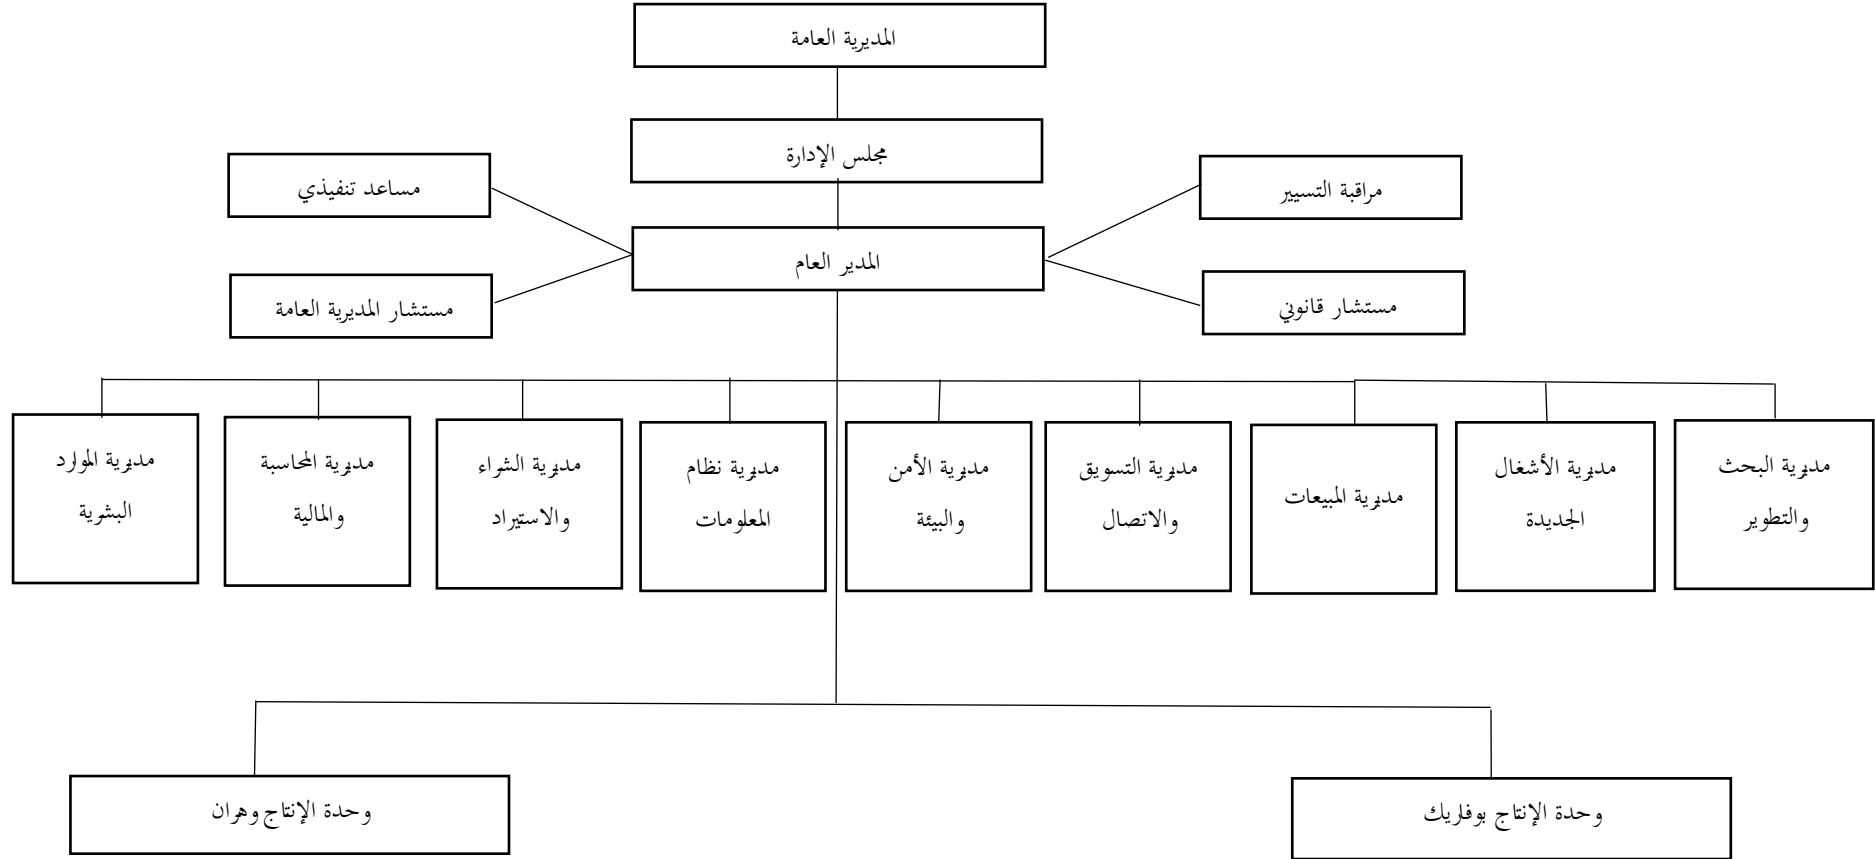 المديرية العامة
مجلس الإدارة
مراقبة التسيير
مساعد تنفيذي
المدير العام
مستشار قانوني
مستشار المديرية العامة
مديرية البحث
والتطوير
مديرية الأشغال
الجديدة
مديرية المبيعات
مديرية التسويق
والاتصال
مديرية الأمن
والبيئة
مديرية نظام
المعلومات
مديرية الشراء
والاستيراد
مديرية المحاسبة
والمالية
مديرية الموارد
البشرية
وحدة الإنتاج بوفاريك
وحدة الإنتاج وهران